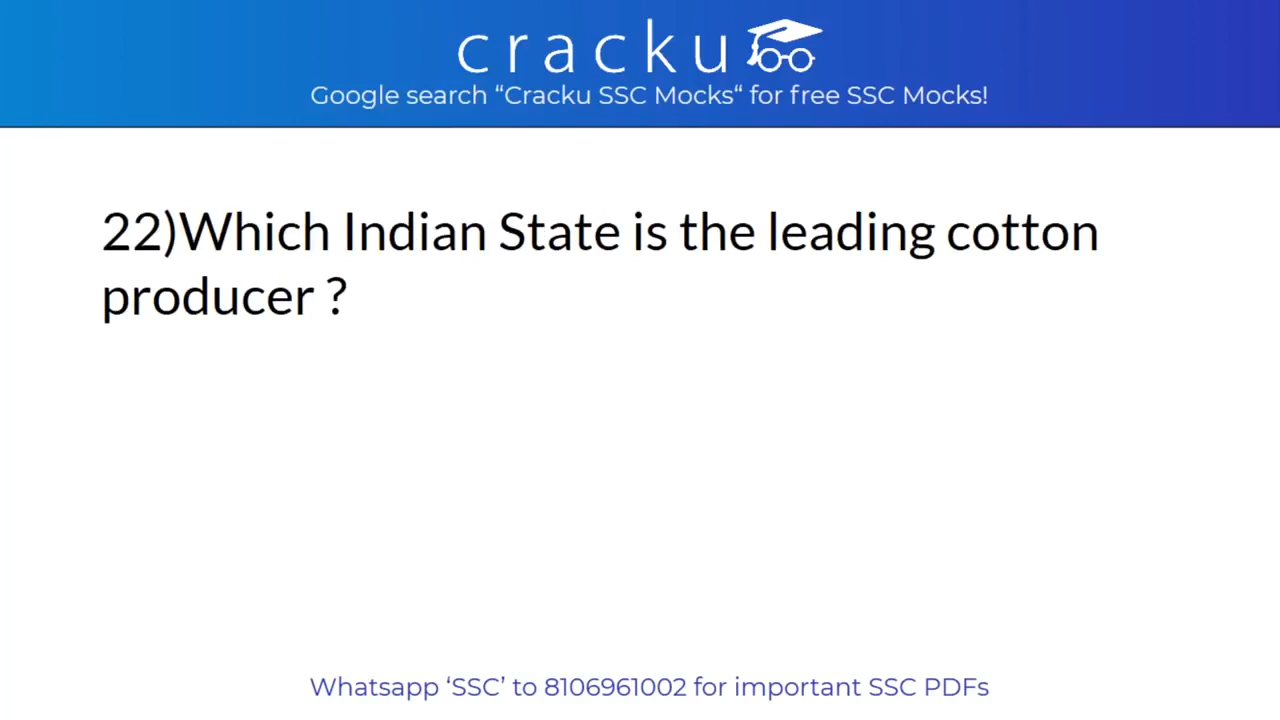 cracku
Google search “Cracku SSC Mocks“ for free SSC Mocks!
22)Which Indian State is the leading cotton
producer ?
Whatsapp ‘SSC’ to 8106961002 for important SSC PDFs